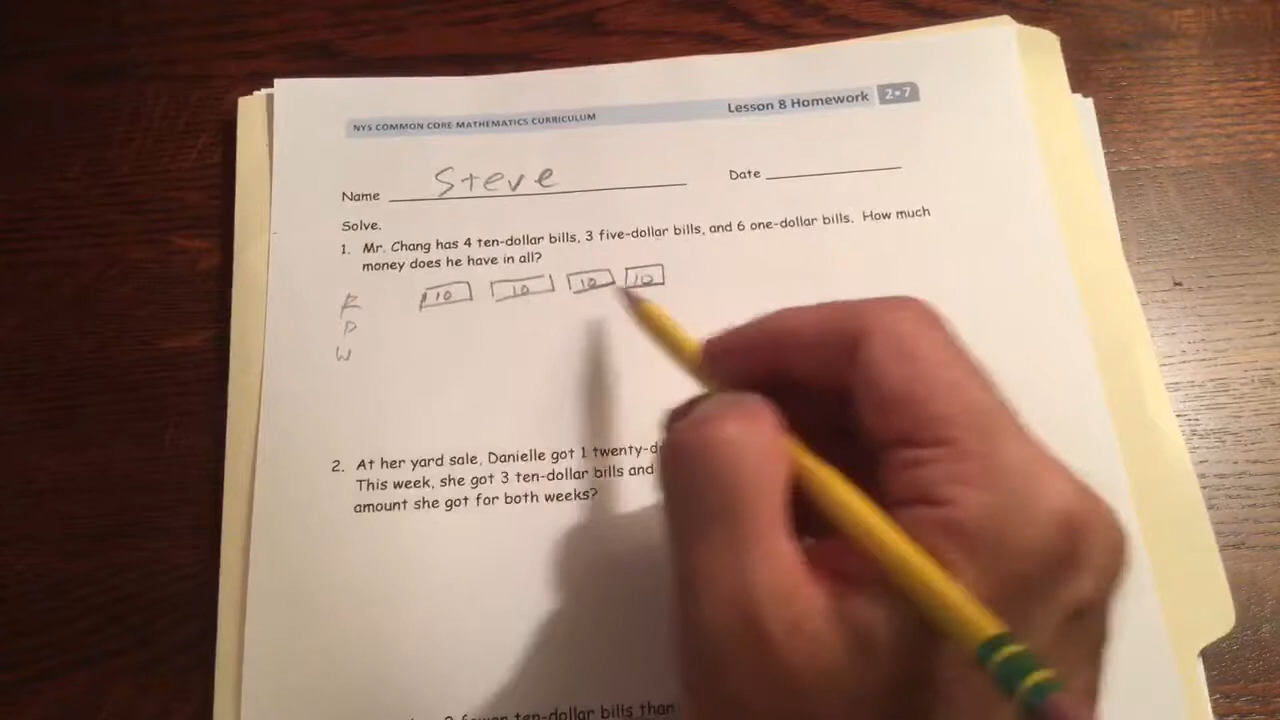 NYS COMMON CORE MATHEMATICS CURRICULUM Lesson 8 Homework 2•7
Name Steve Date
Solve.
1. Mr. Chang has 4 ten-dollar bills, 3 five-dollar bills, and 6 one-dollar bills. How much
money does he have in all?
10 10 10 10
R
D
W
2. At her yard sale, Danielle got 1 twenty-d
This week, she got 3 ten-dollar bills and
amount she got for both weeks?
ten-dollar bills than